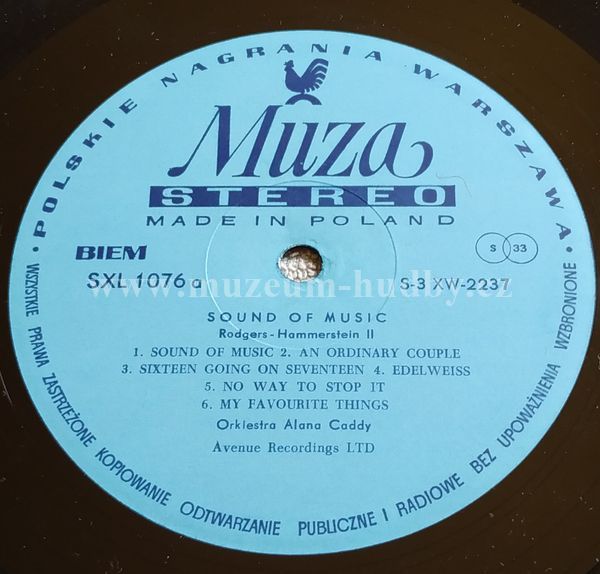 • POLSKIE NAGRANIA WARSZAWA •
Muza
STEREO
MADE IN POLAND
BIEM
S 33
SXL 1076 a
S-3 XW-2237
www.muzeum-hudby.cz
SOUND OF MUSIC
Rodgers-Hammerstein II
1. SOUND OF MUSIC 2. AN ORDINARY COUPLE
3. SIXTEEN GOING ON SEVENTEEN 4. EDELWEISS
5. NO WAY TO STOP IT
6. MY FAVOURITE THINGS
Orkiestra Alana Caddy
Avenue Recordings LTD
WSZYSTKIE PRAWA ZASTRZEŻONE KOPIOWANIE ODTWARZANIE PUBLICZNE I RADIOWE BEZ UPOWAŻNIENIA WZBRONIONE